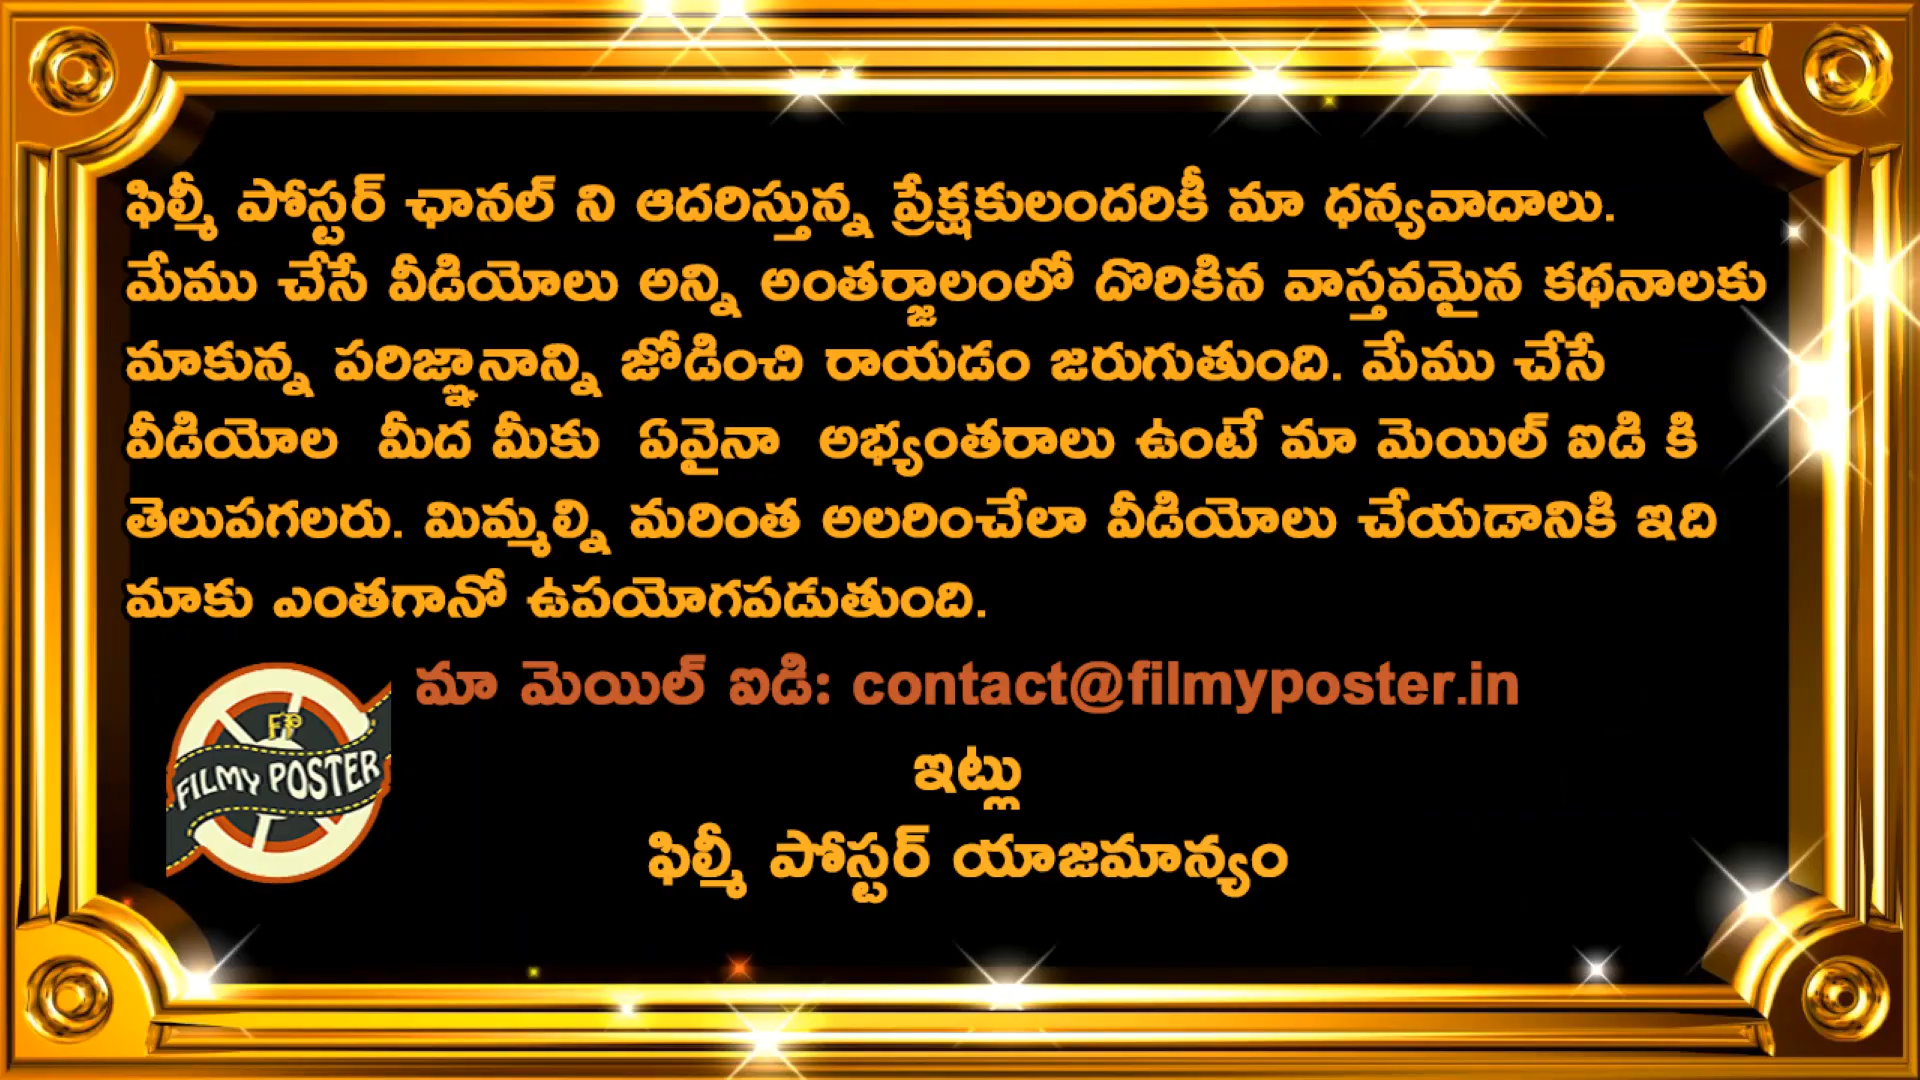 ఫిల్మీ పోస్టర్ ఛానల్ ని ఆదరిస్తున్న ప్రేక్షకులందరికీ మా ధన్యవాదాలు.
మేము చేసే వీడియోలు అన్ని అంతర్జాలంలో దొరికిన వాస్తవమైన కథనాలకు
మాకున్న పరిజ్ఞానాన్ని జోడించి రాయడం జరుగుతుంది. మేము చేసే
వీడియోల మీద మీకు ఏవైనా అభ్యంతరాలు ఉంటే మా మెయిల్ ఐడి కి
తెలుపగలరు. మిమ్మల్ని మరింత అలరించేలా వీడియోలు చేయడానికి ఇది
మాకు ఎంతగానో ఉపయోగపడుతుంది.
మా మెయిల్ ఐడి: contact@filmyposter.in
FP
FILMY POSTER
ఇట్లు
ఫిల్మీ పోస్టర్ యాజమాన్యం